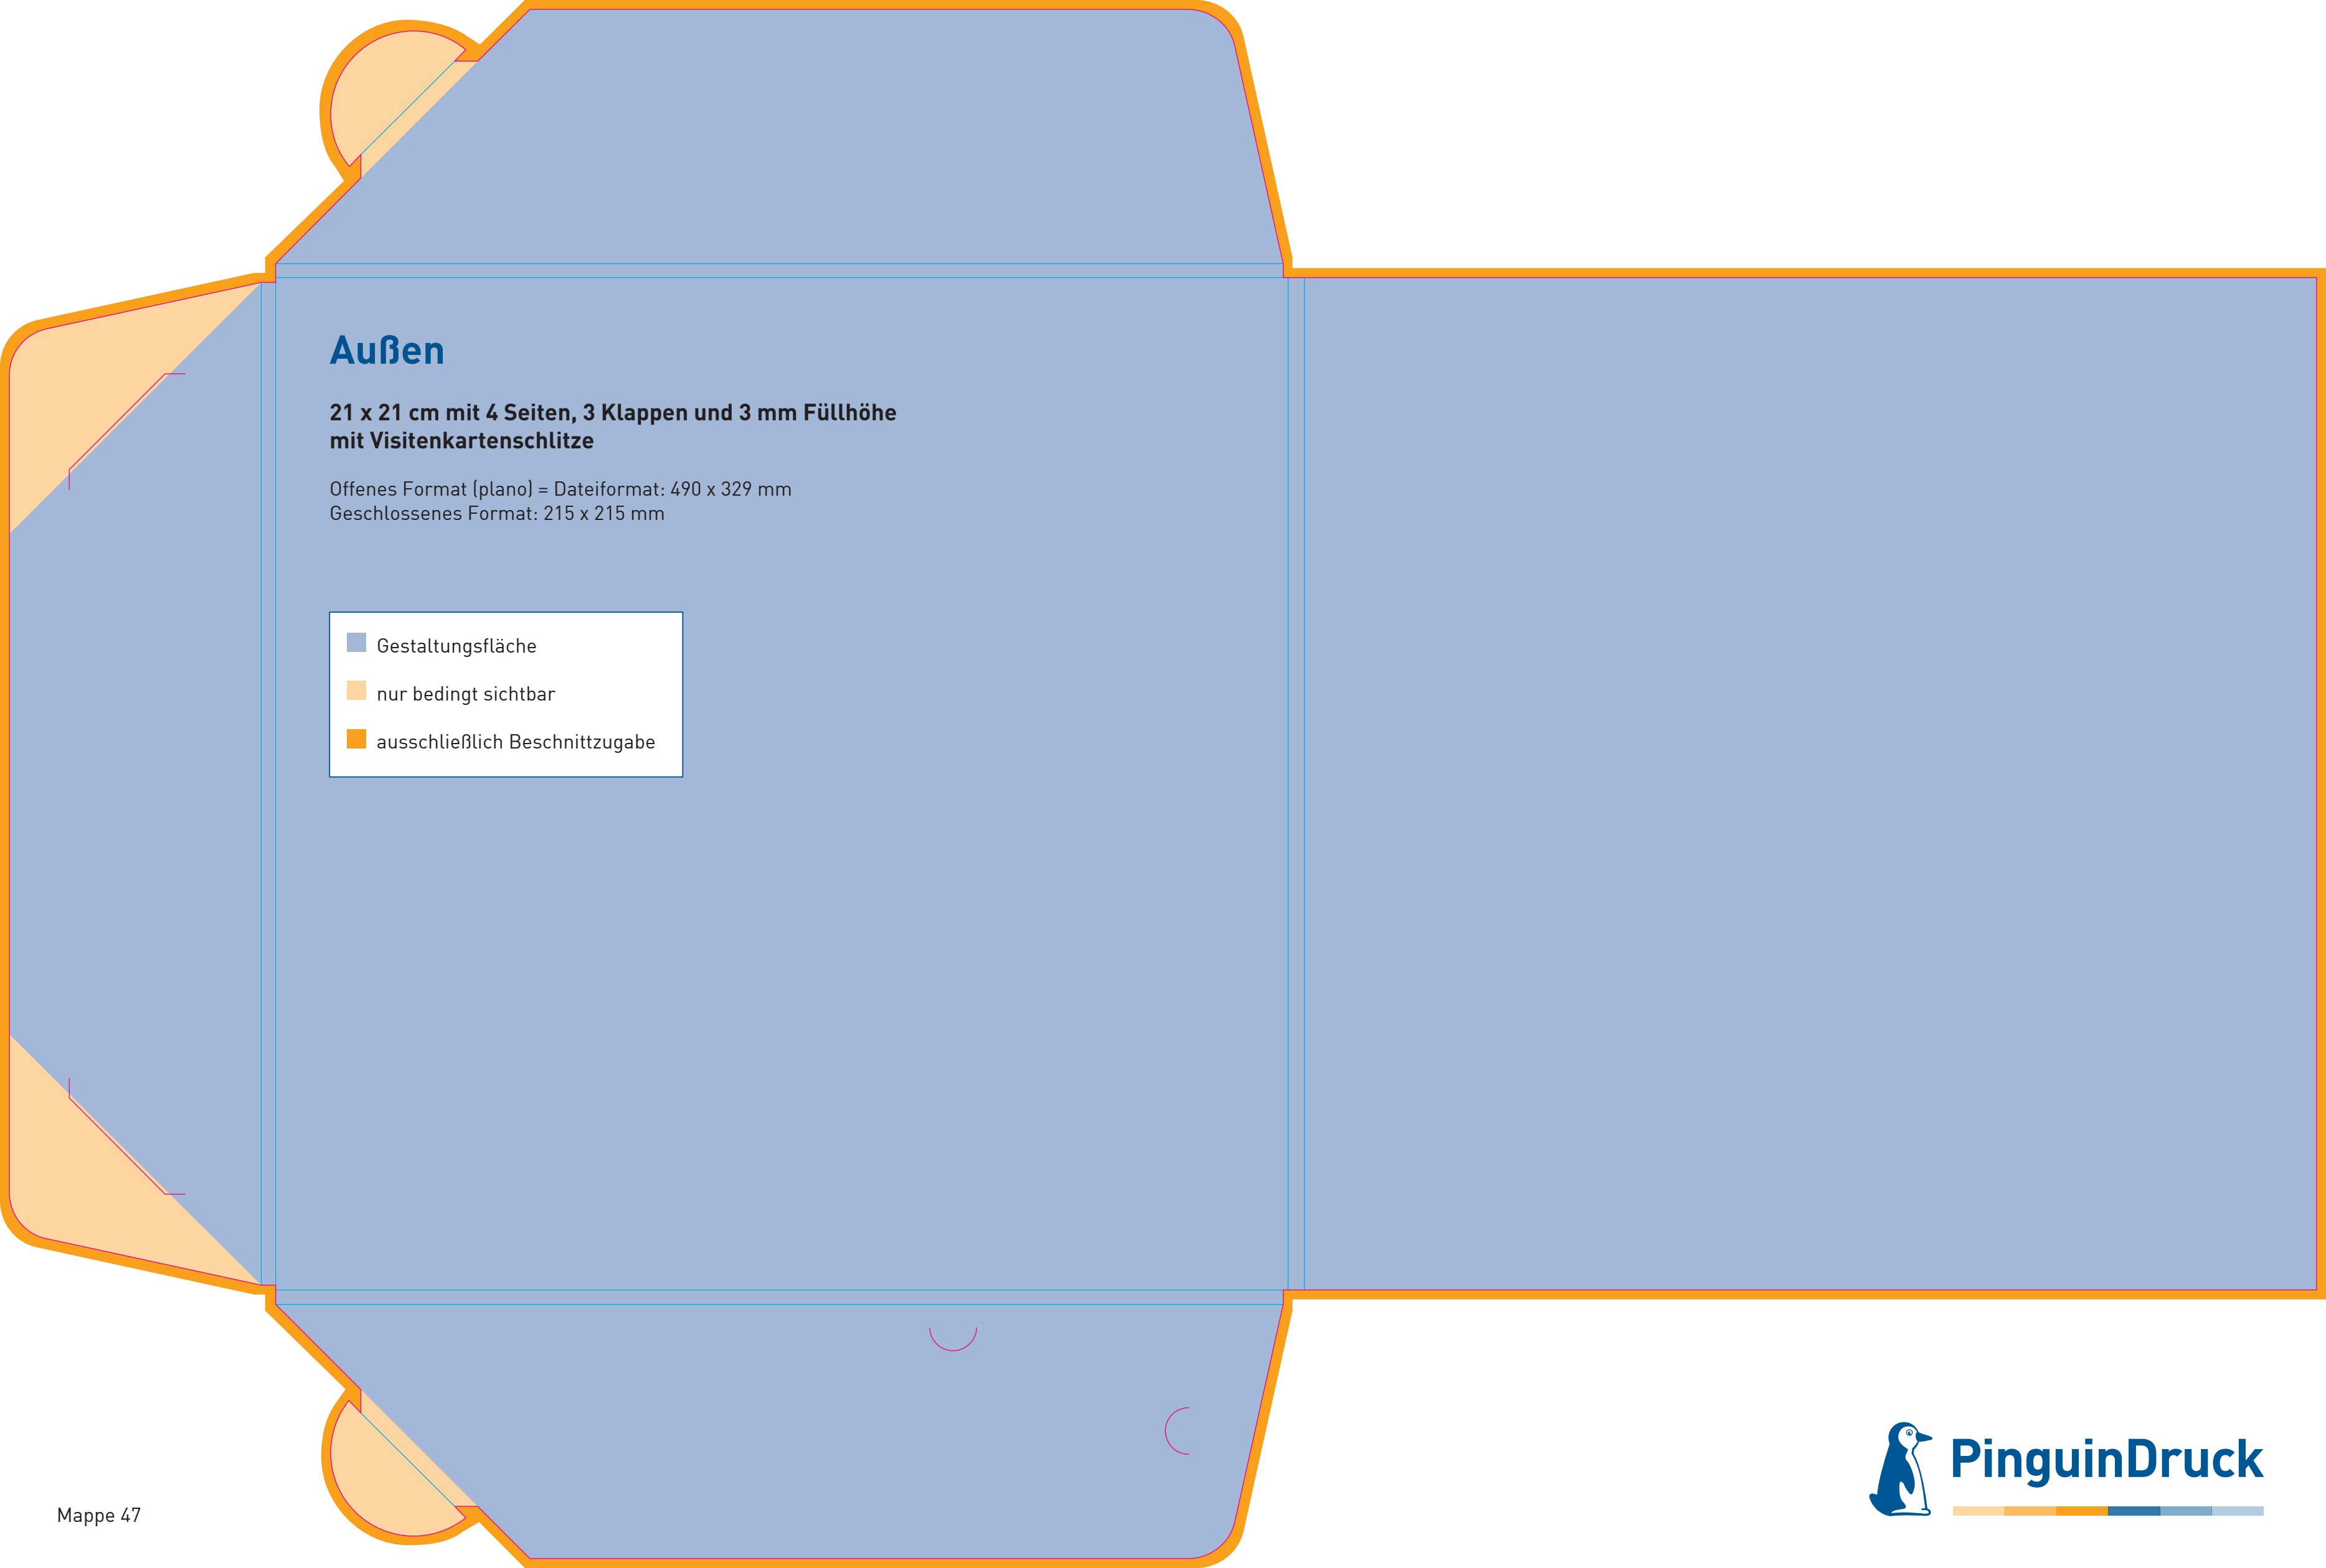 Außen
21 x 21 cm mit 4 Seiten, 3 Klappen und 3 mm Füllhöhe
mit Visitenkartenschlitze
Offenes Format (plano) = Dateiformat: 490 x 329 mm
Geschlossenes Format: 215 x 215 mm
Gestaltungsfläche
nur bedingt sichtbar
ausschließlich Beschnittzugabe
Mappe 47
PinguinDruck